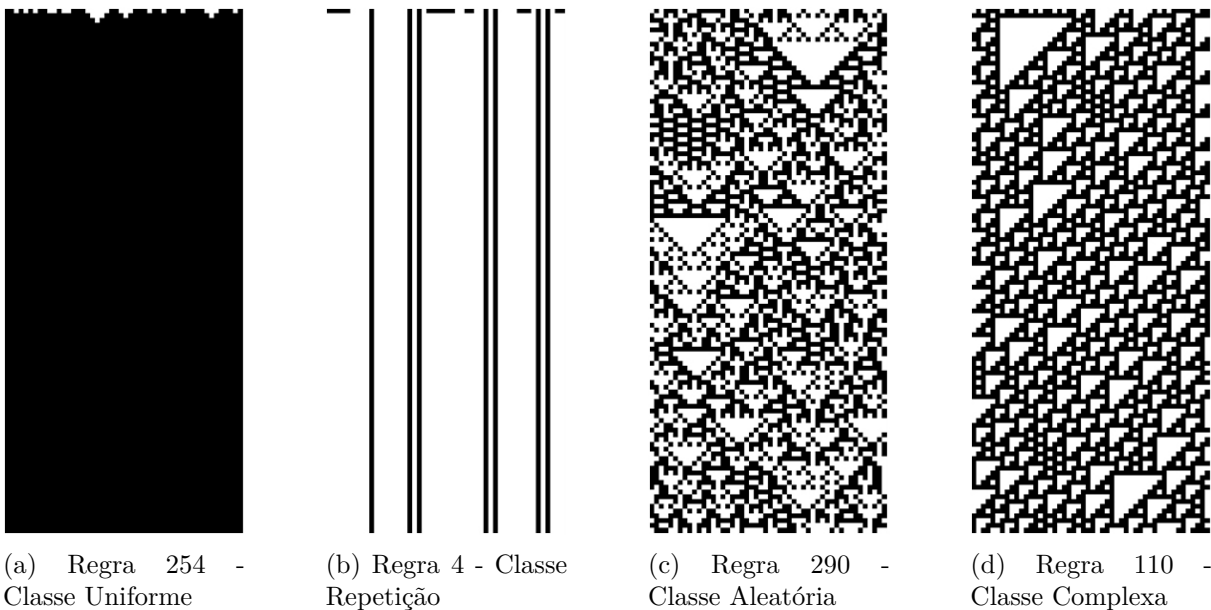 (a) Regra 254 -
Classe Uniforme
(b) Regra 4 - Classe
Repetição
(c) Regra 290 -
Classe Aleatória
(d) Regra 110 -
Classe Complexa